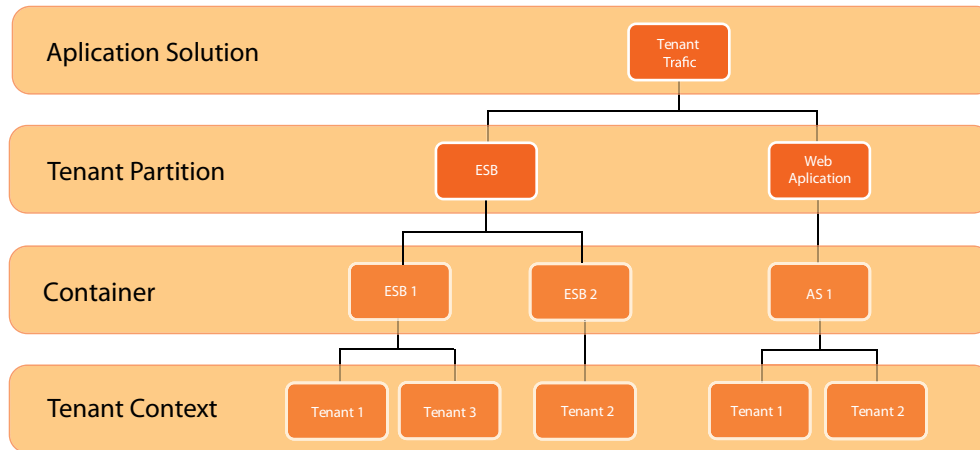 Aplication Solution
Tenant
Trafic
Tenant Partition
ESB
Web
Aplication
Container
ESB 1
ESB 2
AS 1
Tenant Context
Tenant 1
Tenant 3
Tenant 2
Tenant 1
Tenant 2